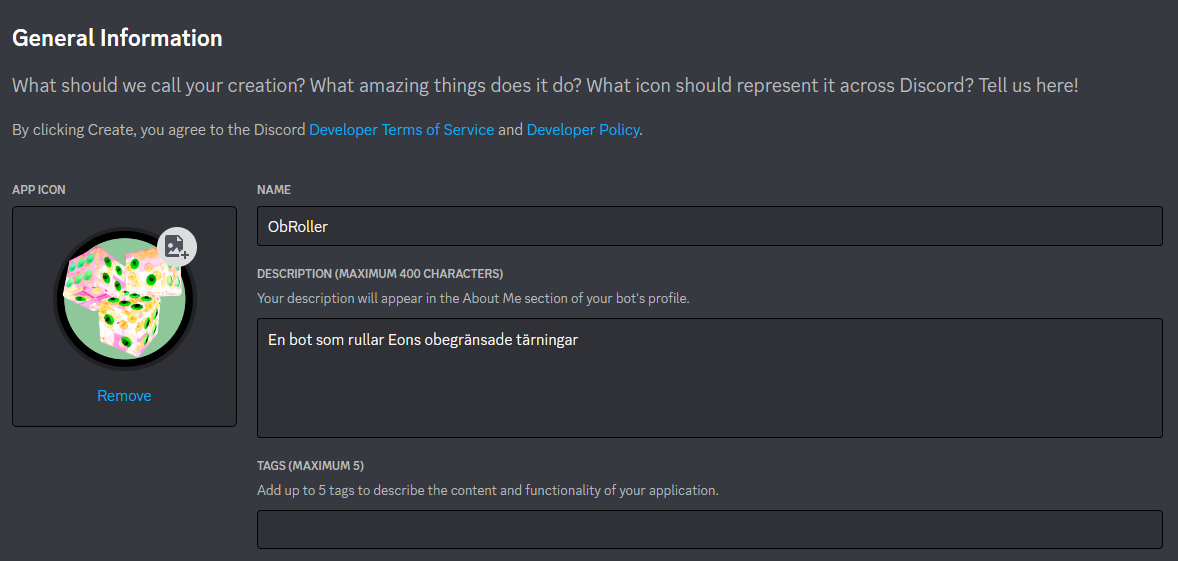 General Information
What should we call your creation? What amazing things does it do? What icon should represent it across Discord? Tell us here!
By clicking Create, you agree to the Discord Developer Terms of Service and Developer Policy.
APP ICON
Remove
NAME
ObRoller
DESCRIPTION (MAXIMUM 400 CHARACTERS)
Your description will appear in the About Me section of your bot's profile.
En bot som rullar Eons obegränsade tärningar
TAGS (MAXIMUM 5)
Add up to 5 tags to describe the content and functionality of your application.